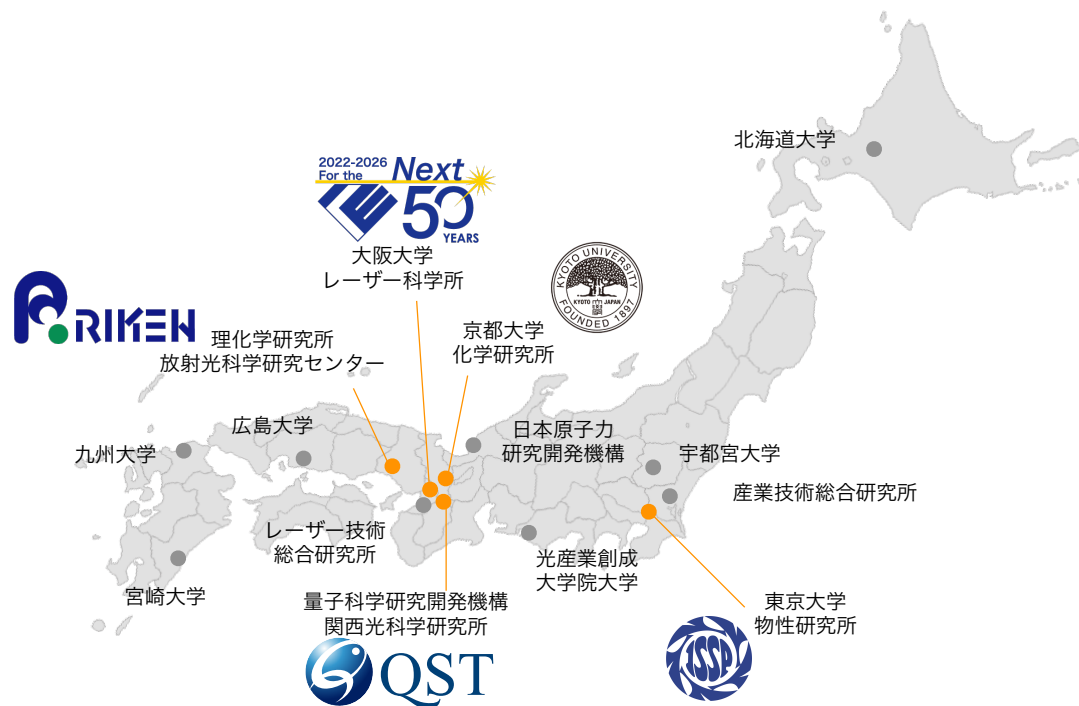 北海道大学
2022-2026
For the
Next
50
YEARS
大阪大学
レーザー科学所
KYOTO UNIVERSITY
KYOTO JAPAN
FOUNDED 1897
RIKEN
理化学研究所
放射光科学研究センター
京都大学
化学研究所
広島大学
九州大学
日本原子力
研究開発機構
宇都宮大学
産業技術総合研究所
レーザー技術
総合研究所
光産業創成
大学院大学
宮崎大学
量子科学研究開発機構
関西光科学研究所
QST
東京大学
物性研究所
ISSP